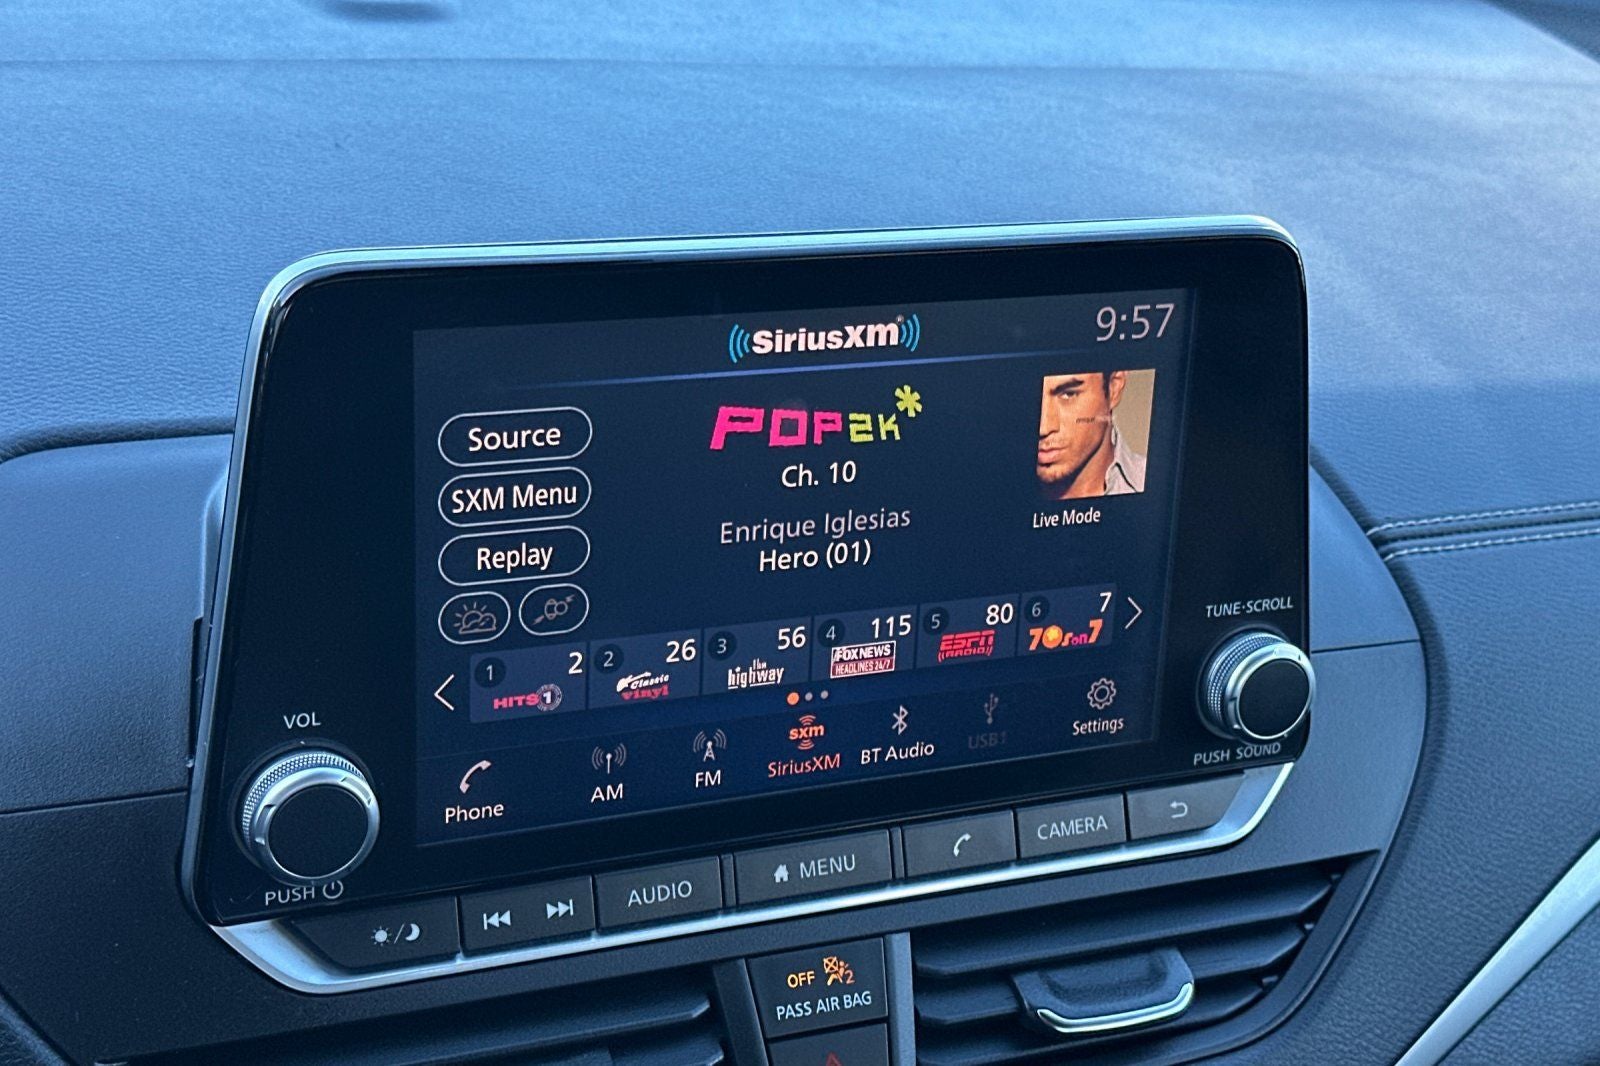 SiriusXM
9:57
Source
SXM Menu
Replay
POP2K*
Ch. 10
Enrique Iglesias
Hero (01)
Live Mode
1 2
HITS 1
2 26
Classic
vinyl
3 56
the
highway
4 115
FOX NEWS
HEADLINES 24/7
5 80
ESPN
RADIO
6 7
70s on 7
Phone
AM
FM
sxm
SiriusXM
BT Audio
USB1
Settings
VOL
PUSH
TUNE·SCROLL
PUSH SOUND
AUDIO
MENU
CAMERA
OFF 2
PASS AIR BAG